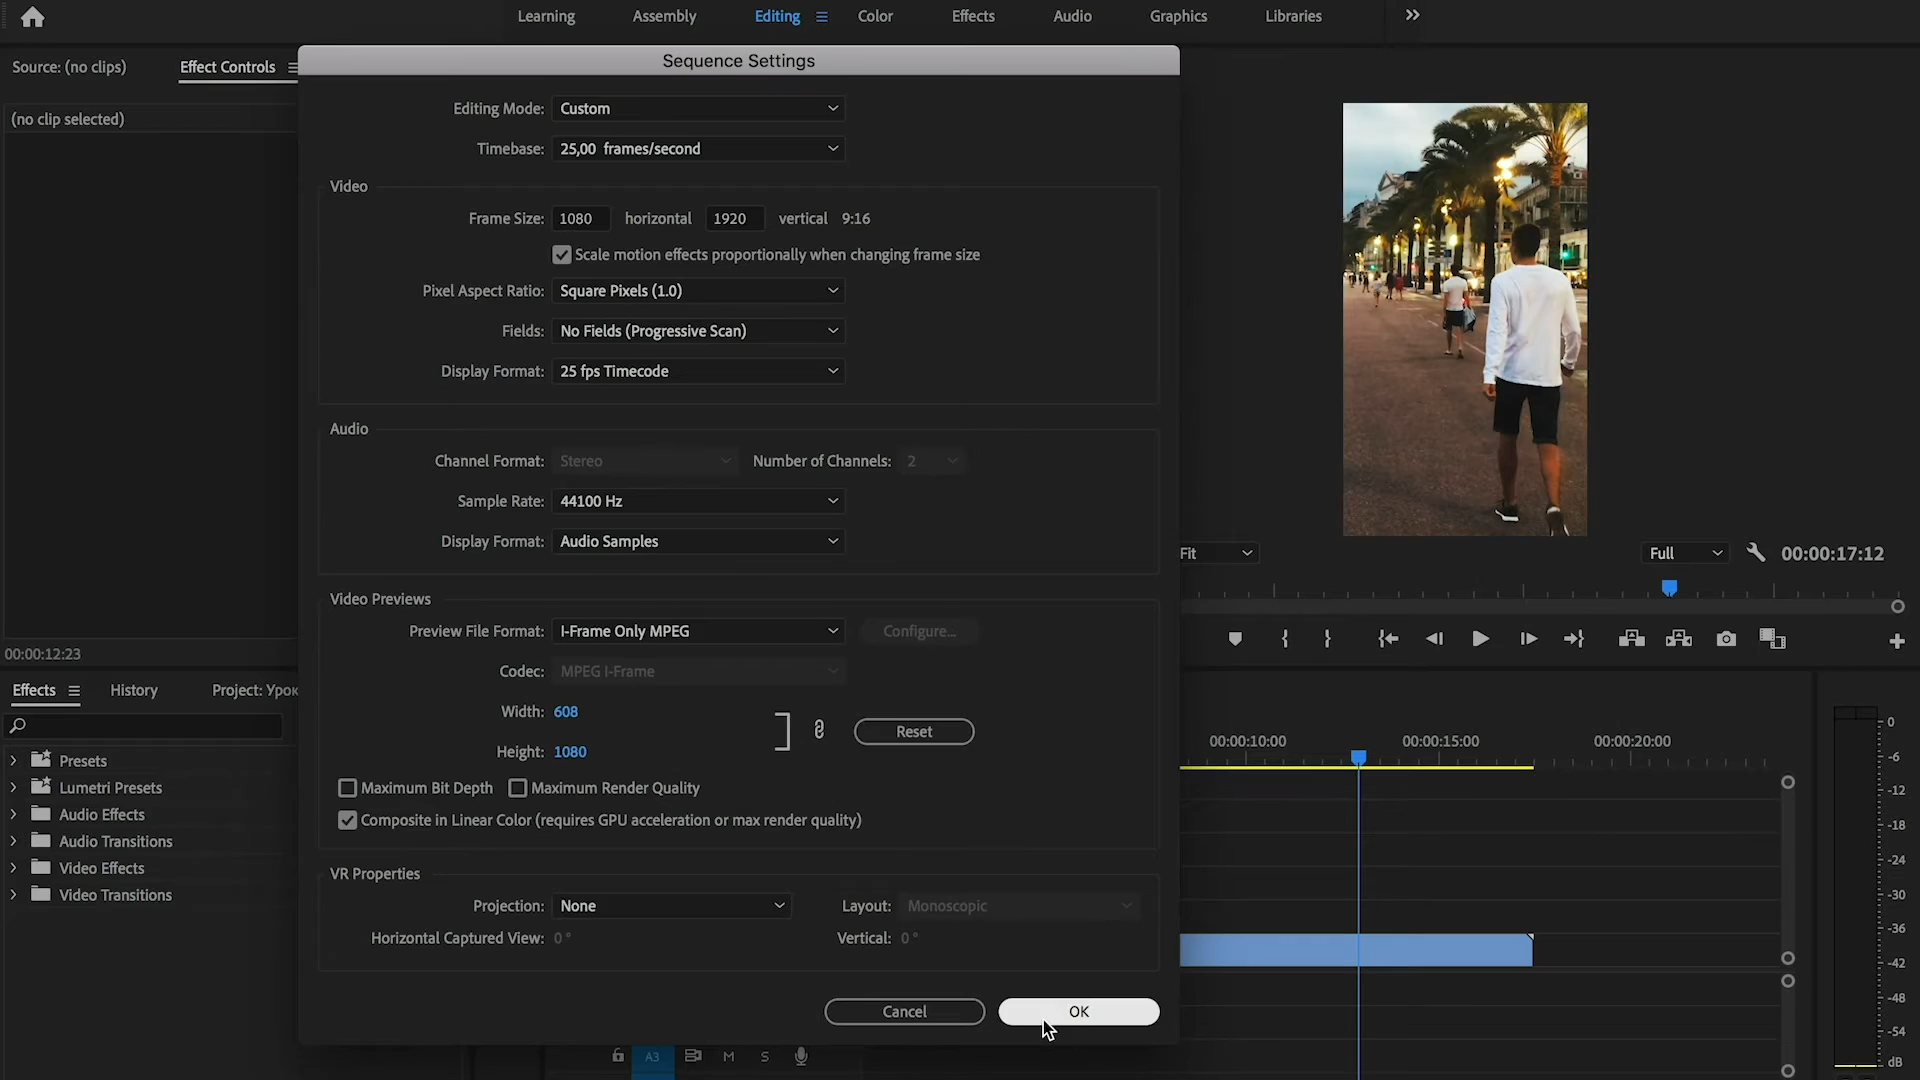 Learning Assembly Editing Color Effects Audio Graphics Libraries
Source: (no clips) Effect Controls
(no clip selected)
Sequence Settings
Editing Mode: Custom
Timebase: 25,00 frames/second
Video
Frame Size: 1080 horizontal 1920 vertical 9:16
Scale motion effects proportionally when changing frame size
Pixel Aspect Ratio: Square Pixels (1.0)
Fields: No Fields (Progressive Scan)
Display Format: 25 fps Timecode
Audio
Channel Format: Stereo Number of Channels: 2
Sample Rate: 44100 Hz
Display Format: Audio Samples
Video Previews
Preview File Format: I-Frame Only MPEG Configure...
Codec: MPEG I-Frame
Width: 608
Height: 1080
Reset
Maximum Bit Depth Maximum Render Quality
Composite in Linear Color (requires GPU acceleration or max render quality)
VR Properties
Projection: None Layout: Monoscopic
Horizontal Captured View: 0° Vertical: 0°
Cancel OK
Fit Full 00:00:17:12
00:00:12:23
Effects History Project: Урок
Presets
Lumetri Presets
Audio Effects
Audio Transitions
Video Effects
Video Transitions
00:00:10:00 00:00:15:00 00:00:20:00
A3 M S
0
-6
-12
-18
-24
-30
-36
-42
-48
-54
dB